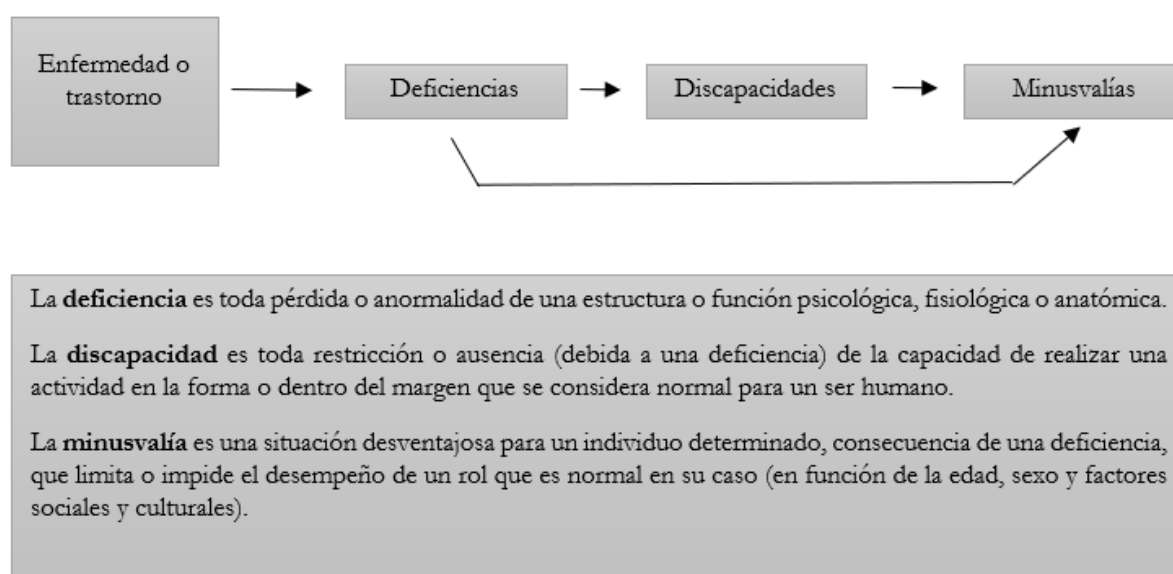 Enfermedad o
trastorno
Deficiencias
Discapacidades
Minusvalías
La deficiencia es toda pérdida o anormalidad de una estructura o función psicológica, fisiológica o anatómica.
La discapacidad es toda restricción o ausencia (debida a una deficiencia) de la capacidad de realizar una
actividad en la forma o dentro del margen que se considera normal para un ser humano.
La minusvalía es una situación desventajosa para un individuo determinado, consecuencia de una deficiencia,
que limita o impide el desempeño de un rol que es normal en su caso (en función de la edad, sexo y factores
sociales y culturales).